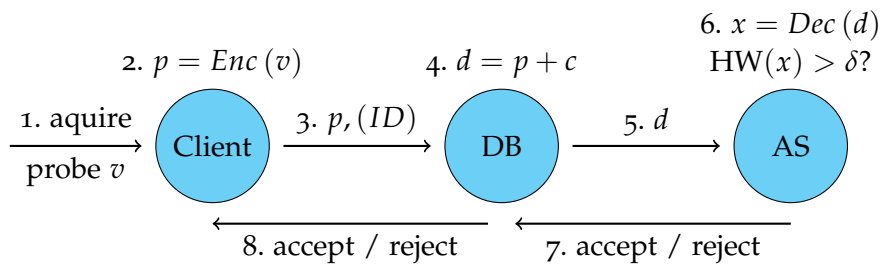 6. x = Dec (d)
2. p = Enc (v)
4. d = p + c
HW(x) > δ?
1. aquire
3. p, (ID)
5. d
Client
DB
AS
probe v
8. accept / reject
7. accept / reject